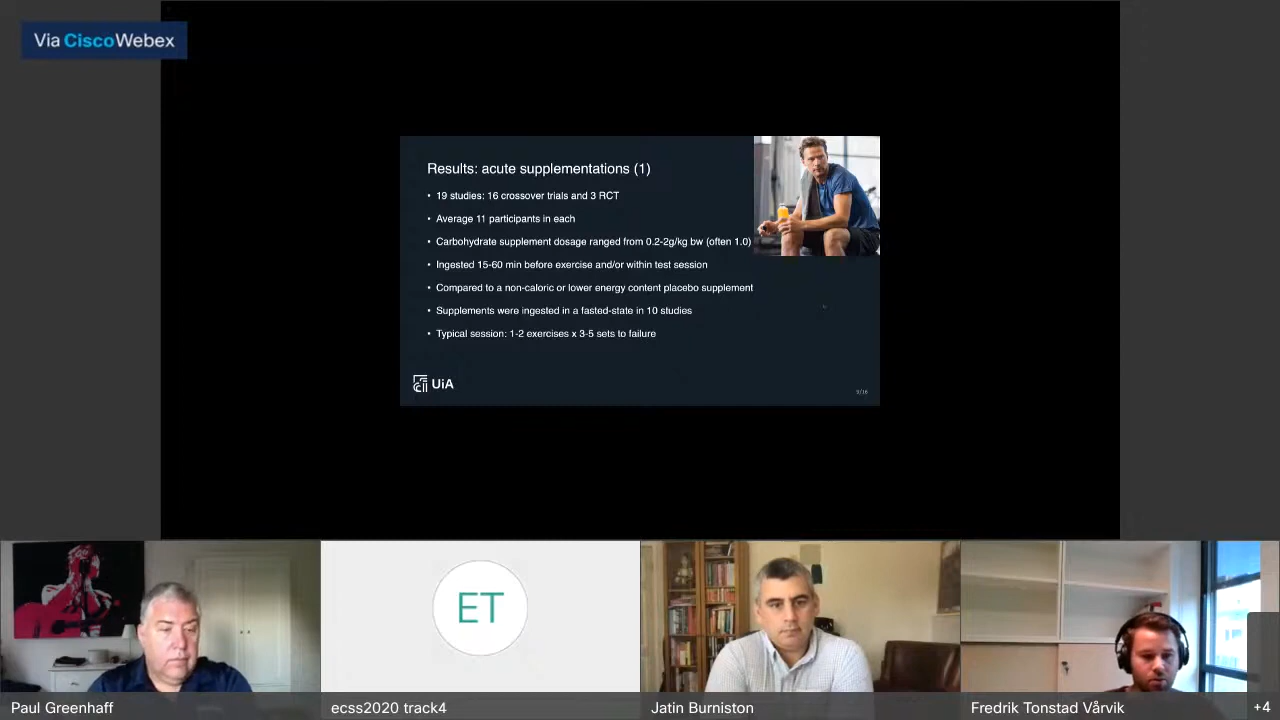 Via CiscoWebex
Results: acute supplementations (1)
• 19 studies: 16 crossover trials and 3 RCT
• Average 11 participants in each
• Carbohydrate supplement dosage ranged from 0.2-2g/kg bw (often 1.0)
• Ingested 15-60 min before exercise and/or within test session
• Compared to a non-caloric or lower energy content placebo supplement
• Supplements were ingested in a fasted-state in 10 studies
• Typical session: 1-2 exercises x 3-5 sets to failure
UiA
9/16
ET
Paul Greenhaff
ecss2020 track4
Jatin Burniston
Fredrik Tonstad Vårvik
+4